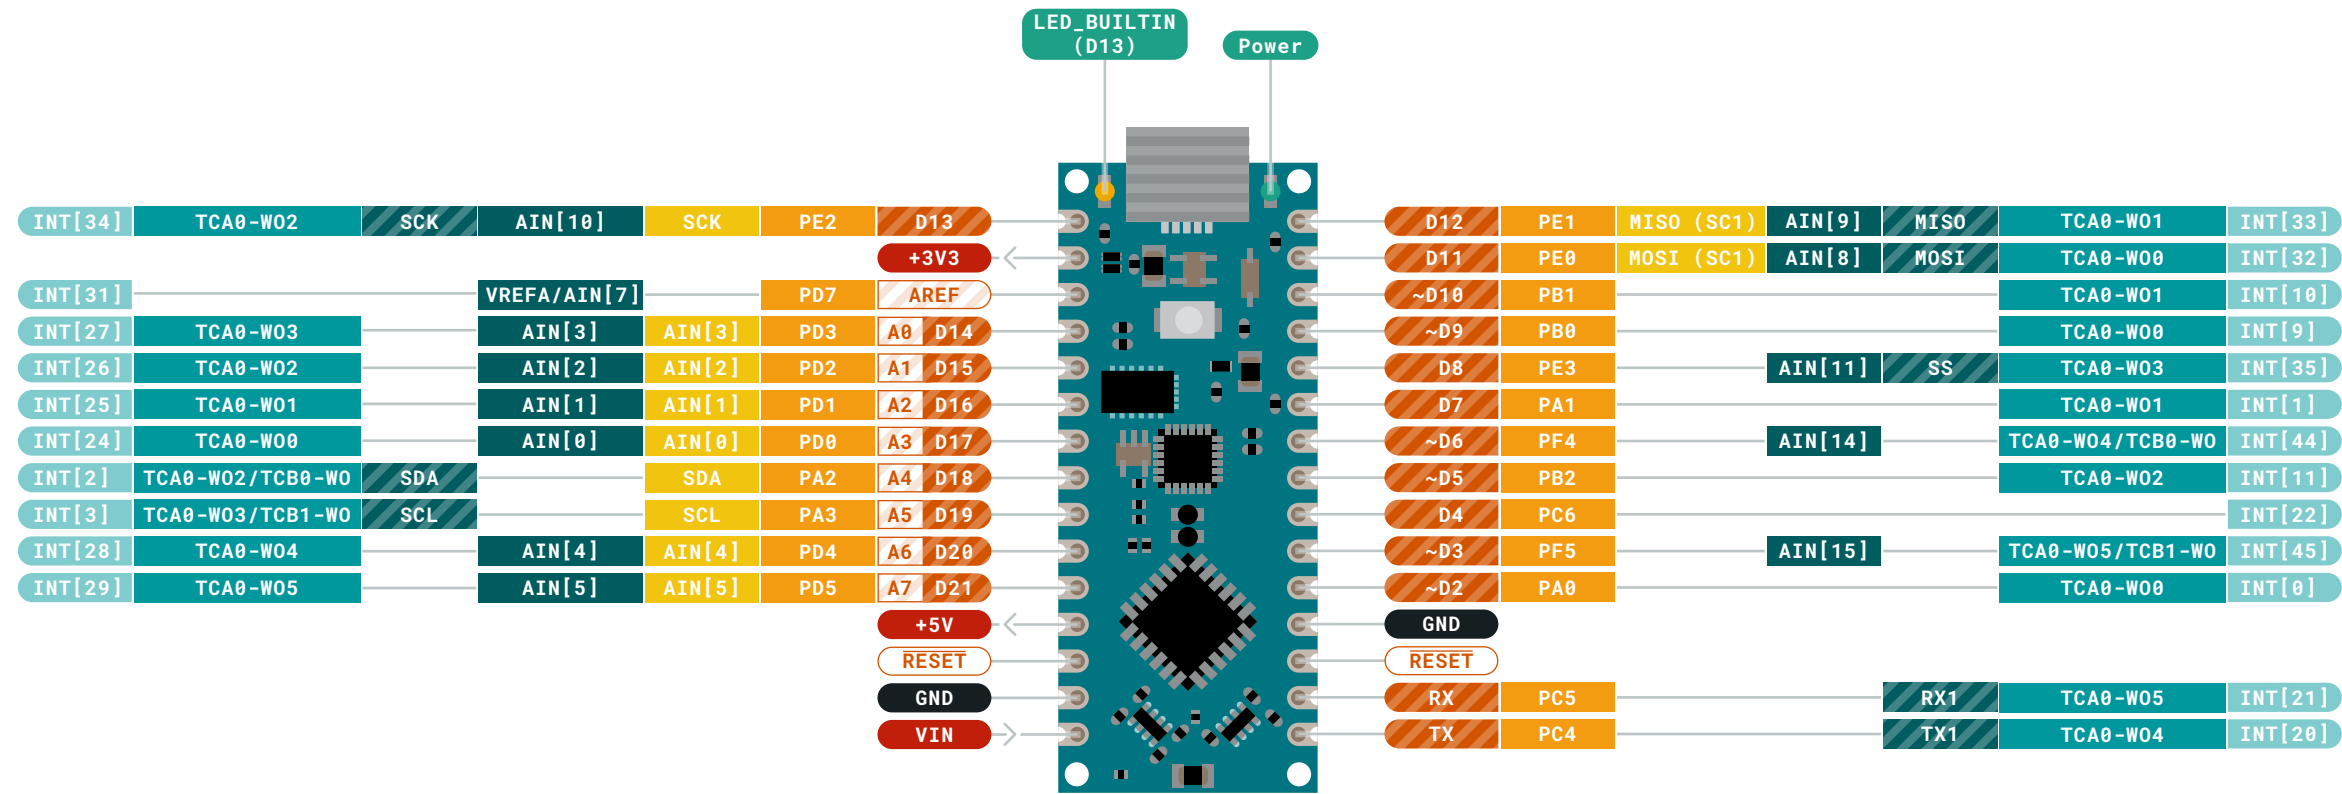 LED_BUILTIN
(D13)
Power
INT[34] TCA0-WO2 SCK AIN[10] SCK PE2 D13
D12 PE1 MISO (SC1) AIN[9] MISO TCA0-WO1 INT[33]
+3V3
D11 PE0 MOSI (SC1) AIN[8] MOSI TCA0-WO0 INT[32]
INT[31] VREFA/AIN[7] PD7 AREF
~D10 PB1 TCA0-WO1 INT[10]
INT[27] TCA0-WO3 AIN[3] AIN[3] PD3 A0 D14
~D9 PB0 TCA0-WO0 INT[9]
INT[26] TCA0-WO2 AIN[2] AIN[2] PD2 A1 D15
D8 PE3 AIN[11] SS TCA0-WO3 INT[35]
INT[25] TCA0-WO1 AIN[1] AIN[1] PD1 A2 D16
D7 PA1 TCA0-WO1 INT[1]
INT[24] TCA0-WO0 AIN[0] AIN[0] PD0 A3 D17
~D6 PF4 AIN[14] TCA0-WO4/TCB0-WO INT[44]
INT[2] TCA0-WO2/TCB0-WO SDA SDA PA2 A4 D18
~D5 PB2 TCA0-WO2 INT[11]
INT[3] TCA0-WO3/TCB1-WO SCL SCL PA3 A5 D19
D4 PC6 INT[22]
INT[28] TCA0-WO4 AIN[4] AIN[4] PD4 A6 D20
~D3 PF5 AIN[15] TCA0-WO5/TCB1-WO INT[45]
INT[29] TCA0-WO5 AIN[5] AIN[5] PD5 A7 D21
~D2 PA0 TCA0-WO0 INT[0]
+5V
GND
RESET
RESET
GND
RX PC5 RX1 TCA0-WO5 INT[21]
VIN
TX PC4 TX1 TCA0-WO4 INT[20]